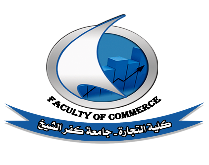 FACULTY OF COMMERCE
كلية التجارة - جامعة كفر الشيخ